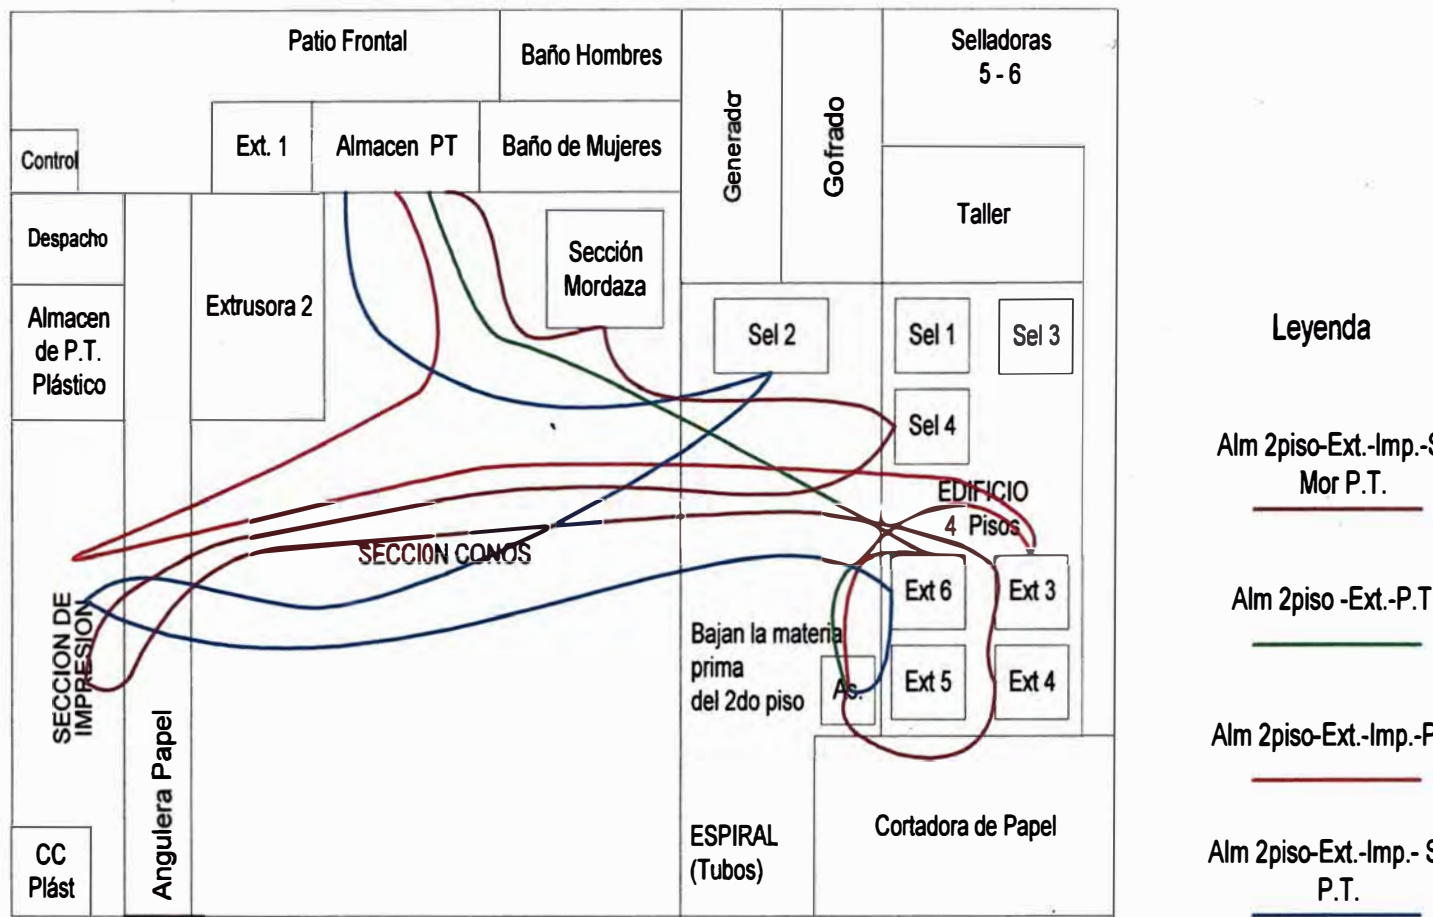 Patio Frontal
Baño Hombres
Selladoras
5 - 6
Generador
Gofrado
Control
Ext. 1
Almacen PT
Baño de Mujeres
Taller
Despacho
Sección
Mordaza
Extrusora 2
Almacen
de P.T.
Plástico
Sel 2
Sel 1
Sel 3
Sel 4
EDIFICIO
4 Pisos
SECCION CONOS
Ext 6
Ext 3
SECCION DE
IMPRESION
Bajan la materia
prima
del 2do piso
As.
Ext 5
Ext 4
Angulera Papel
CC
Plást
ESPIRAL
(Tubos)
Cortadora de Papel
Leyenda
Alm 2piso-Ext.-Imp.-S
Mor P.T.
Alm 2piso -Ext.-P.T
Alm 2piso-Ext.-Imp.-P
Alm 2piso-Ext.-Imp.- S
P.T.